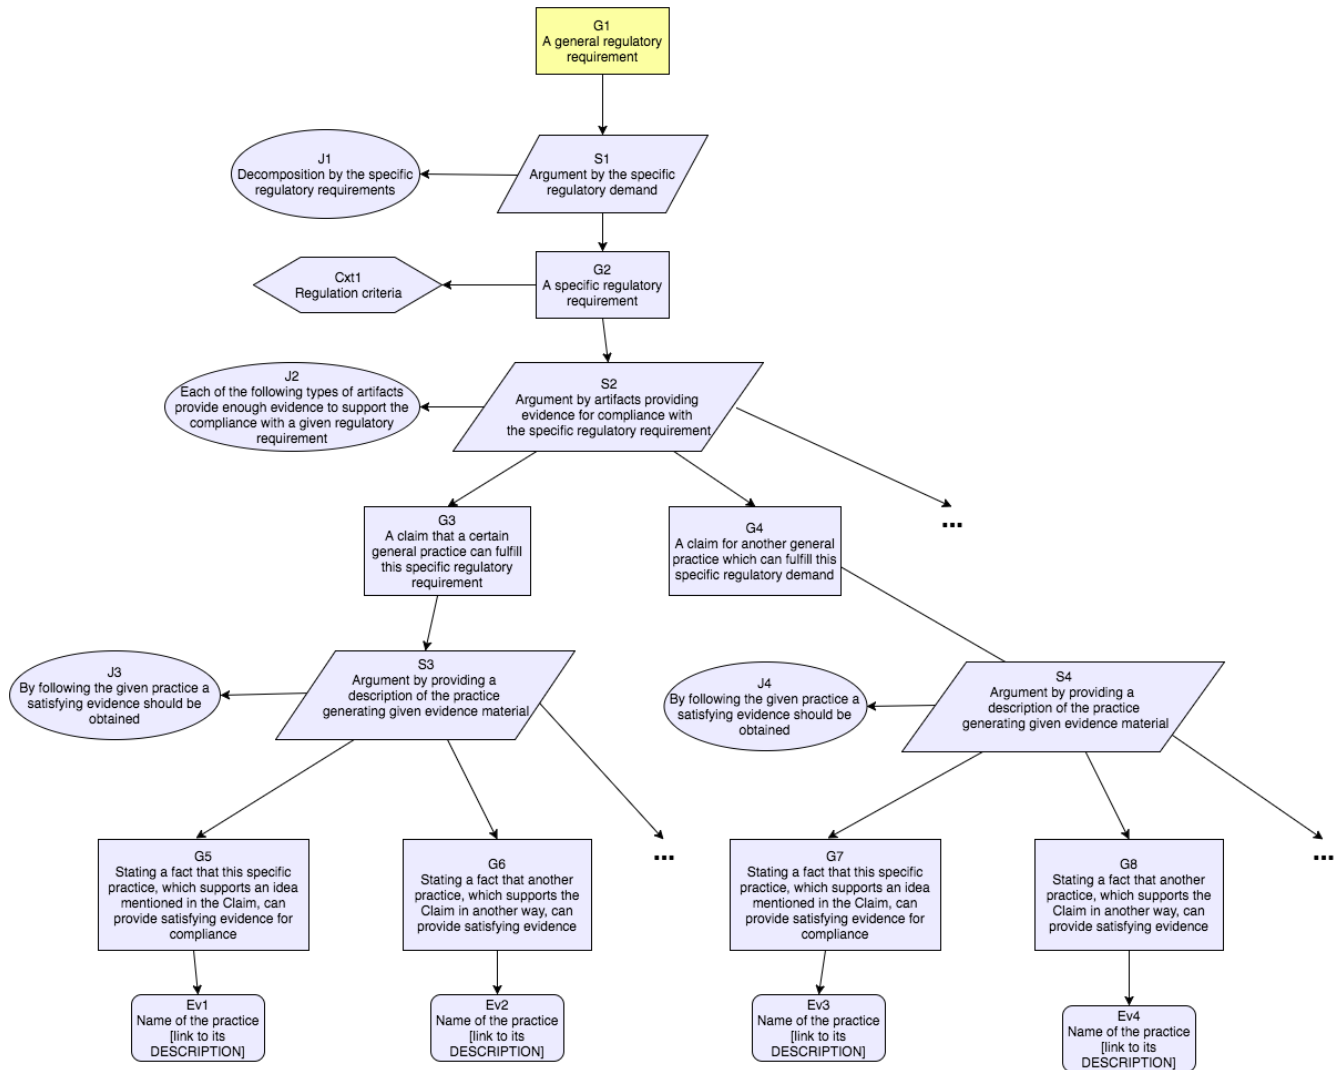 G1
A general regulatory
requirement
J1
Decomposition by the specific
regulatory requirements
S1
Argument by the specific
regulatory demand
Cxt1
Regulation criteria
G2
A specific regulatory
requirement
J2
Each of the following types of artifacts
provide enough evidence to support the
compliance with a given regulatory
requirement
S2
Argument by artifacts providing
evidence for compliance with
the specific regulatory requirement
G3
A claim that a certain
general practice can fulfill
this specific regulatory
requirement
G4
A claim for another general
practice which can fulfill this
specific regulatory demand
...
J3
By following the given practice a
satisfying evidence should be
obtained
S3
Argument by providing a
description of the practice
generating given evidence material
J4
By following the given practice a
satisfying evidence should be
obtained
S4
Argument by providing a
description of the practice
generating given evidence material
G5
Stating a fact that this specific
practice, which supports an idea
mentioned in the Claim, can
provide satisfying evidence for
compliance
G6
Stating a fact that another
practice, which supports the
Claim in another way, can
provide satisfying evidence
...
G7
Stating a fact that this specific
practice, which supports an idea
mentioned in the Claim, can
provide satisfying evidence for
compliance
G8
Stating a fact that another
practice, which supports the
Claim in another way, can
provide satisfying evidence
...
Ev1
Name of the practice
[link to its
DESCRIPTION]
Ev2
Name of the practice
[link to its
DESCRIPTION]
Ev3
Name of the practice
[link to its
DESCRIPTION]
Ev4
Name of the practice
[link to its
DESCRIPTION]